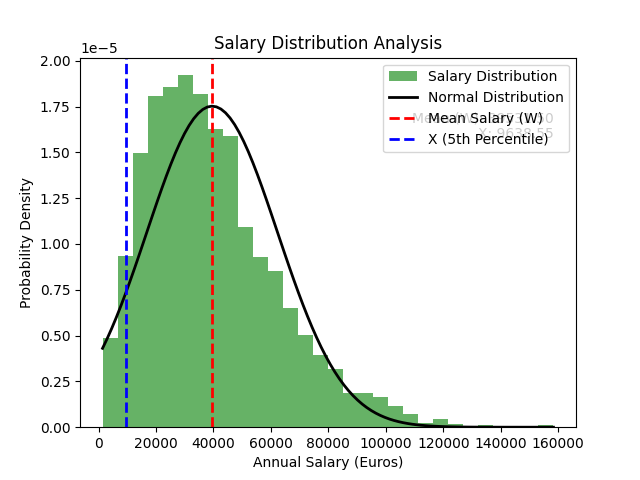 Salary Distribution Analysis
1e−5
2.00
1.75
1.50
1.25
1.00
0.75
0.50
0.25
0.00
Probability Density
Salary Distribution
Normal Distribution
Mean Salary (W)
X (5th Percentile)
0 20000 40000 60000 80000 100000 120000 140000 160000
Annual Salary (Euros)